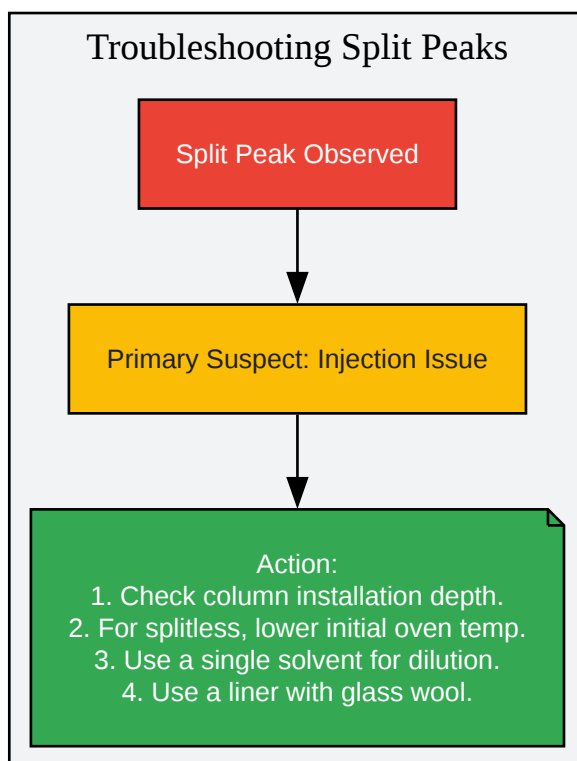 Troubleshooting Split Peaks
Split Peak Observed
Primary Suspect: Injection Issue
Action:
1. Check column installation depth.
2. For splitless, lower initial oven temp.
3. Use a single solvent for dilution.
4. Use a liner with glass wool.